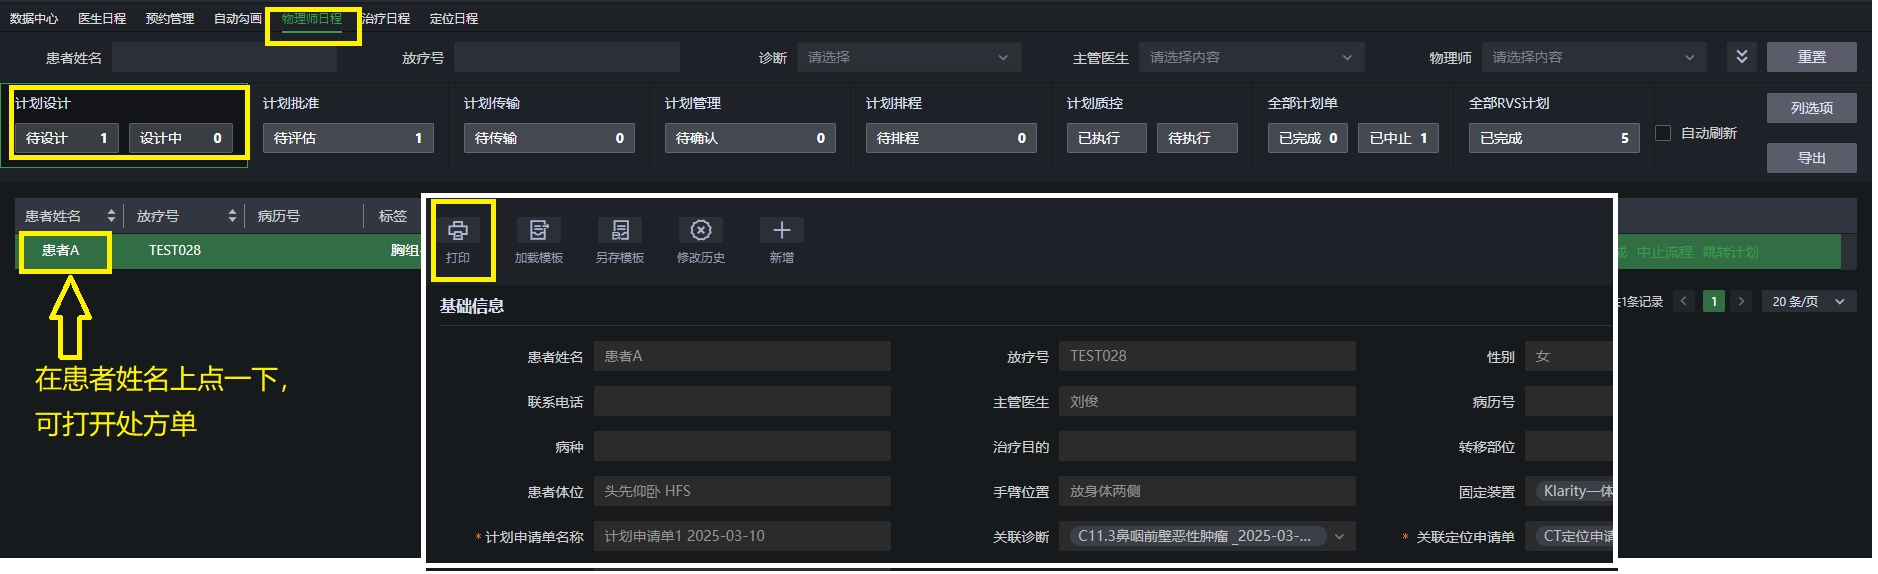 数据中心 医生日程 预约管理 自动勾画 物理师日程 治疗日程 定位日程
患者姓名 放疗号 诊断 请选择 主管医生 请选择内容 物理师 请选择内容 重置
计划设计 计划批准 计划传输 计划管理 计划排程 计划质控 全部计划单 全部RVS计划 列选项
待设计 1 设计中 0 待评估 1 待传输 0 待确认 0 待排程 0 已执行 待执行 已完成 0 已中止 1 已完成 5 自动刷新
导出
患者姓名 放疗号 病历号 标签
患者A TEST028 胸组 中止流程 跳转计划
1条记录 1 20 条/页
在患者姓名上点一下，
可打开处方单
打印 加载模板 另存模板 修改历史 新增
基础信息
患者姓名 患者A 放疗号 TEST028 性别 女
联系电话 主管医生 刘俊 病历号
病种 治疗目的 转移部位
患者体位 头先仰卧 HFS 手臂位置 放身体两侧 固定装置 Klarity一体
* 计划申请单名称 计划申请单1 2025-03-10 关联诊断 C11.3鼻咽前壁恶性肿瘤 _2025-03-... * 关联定位申请单 CT定位申请